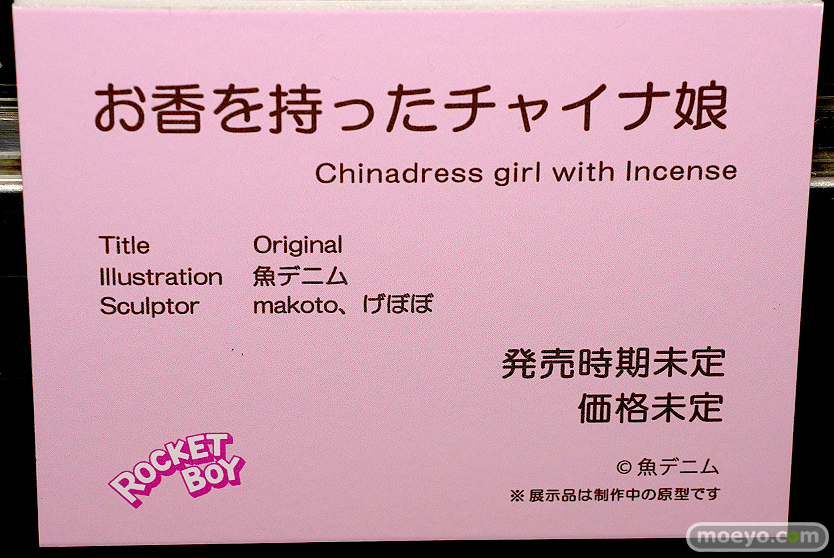 お香を持ったチャイナ娘
Chinadress girl with Incense
Title Original
Illustration 魚デニム
Sculptor makoto、げぼぼ
発売時期未定
価格未定
ROCKET
BOY
© 魚デニム
※ 展示品は制作中の原型です
moeyo.com